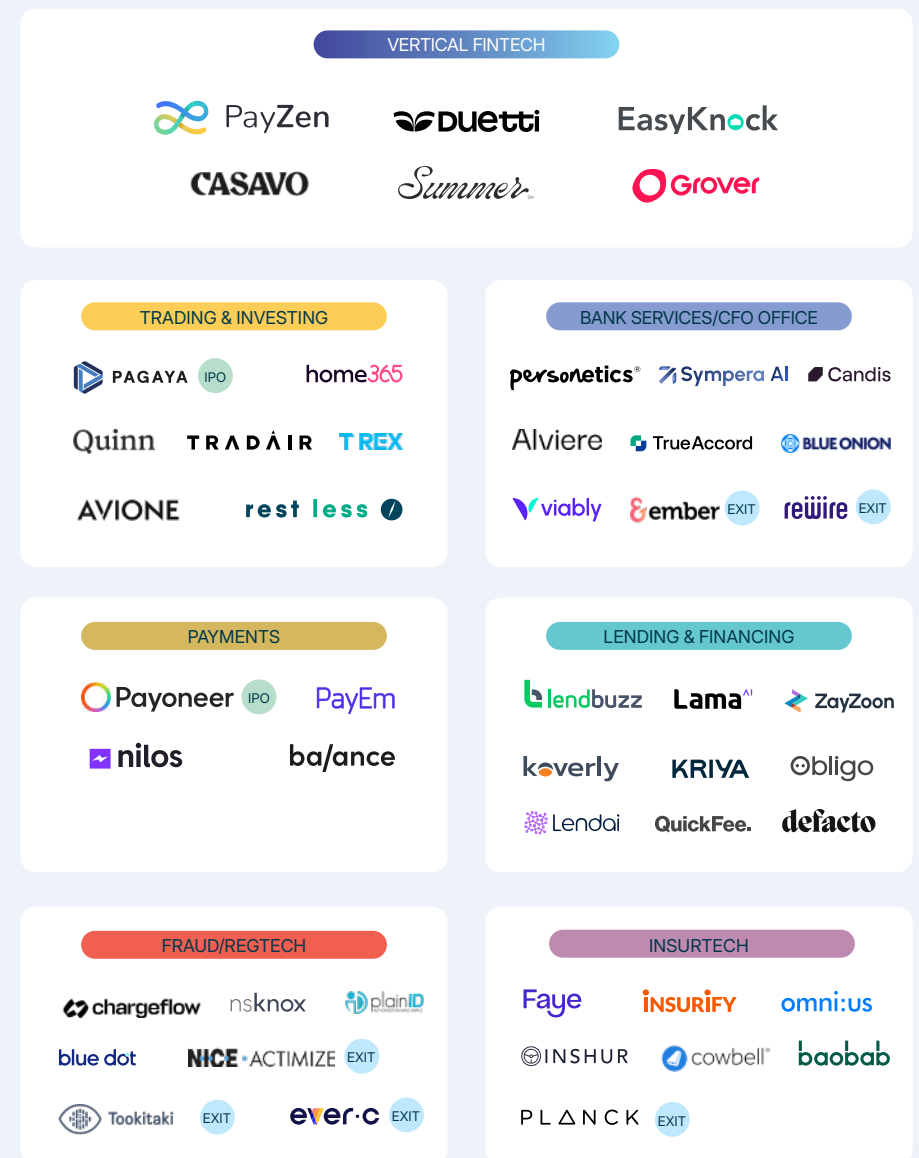 VERTICAL FINTECH
PayZen Duetti EasyKnock
CASAVO Summer Grover
TRADING & INVESTING
PAGAYA IPO home365
Quinn TRADAIR T REX
AVIONE rest less
BANK SERVICES/CFO OFFICE
personetics® Sympera AI Candis
Alviere TrueAccord BLUE ONION
viably &ember EXIT rewire EXIT
PAYMENTS
Payoneer IPO PayEm
nilos balance
LENDING & FINANCING
lendbuzz Lama AI ZayZoon
koverly KRIYA Obligo
Lendai QuickFee. defacto
FRAUD/REGTECH
chargeflow nsknox plainID
blue dot NICE·ACTIMIZE EXIT
Tookitaki EXIT ever·c EXIT
INSURTECH
Faye INSURIFY omni:us
INSHUR cowbell® baobab
PLANCK EXIT